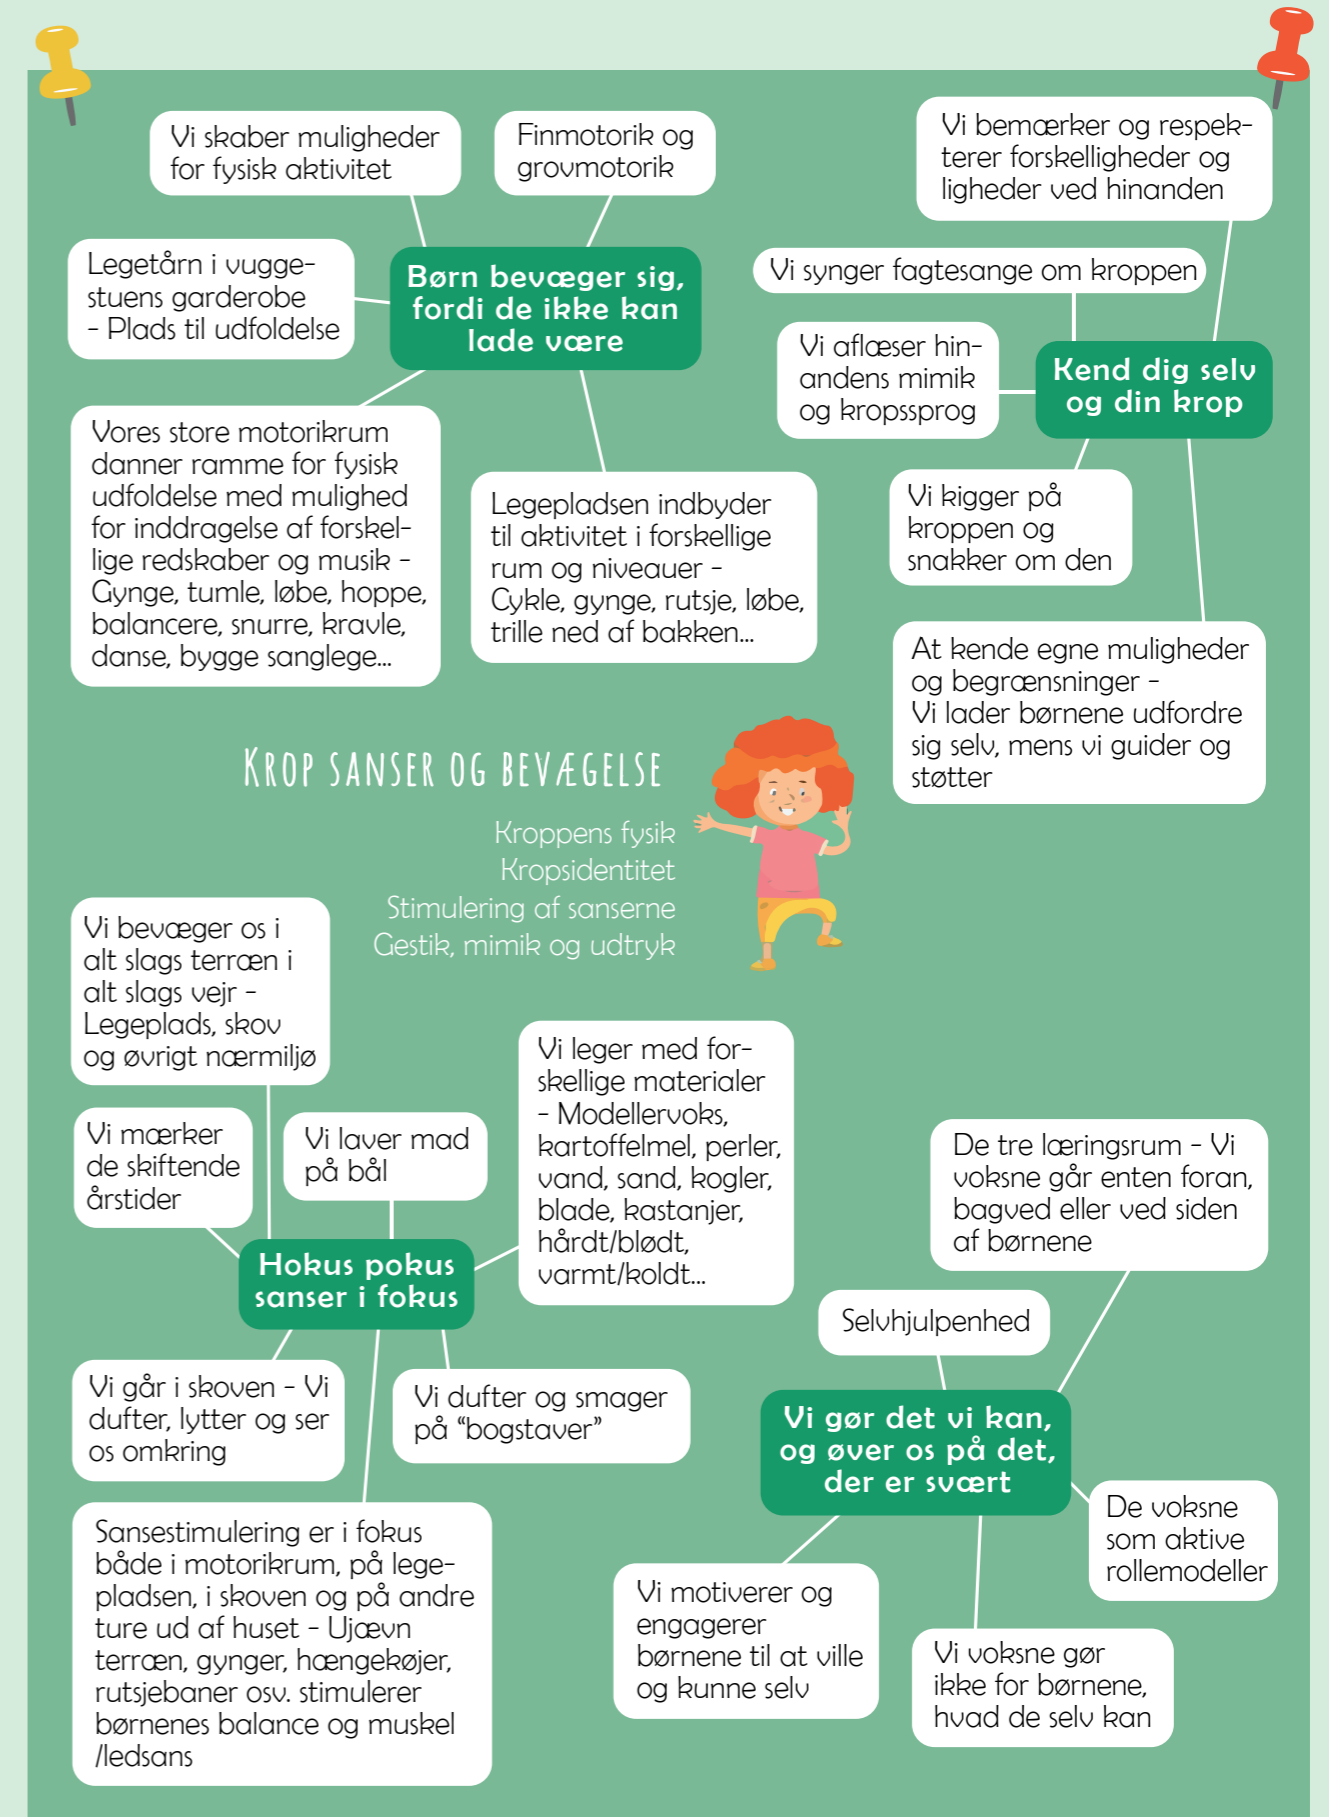 Vi skaber muligheder
for fysisk aktivitet
Finmotorik og
grovmotorik
Legetårn i vugge-
stuens garderobe
- Plads til udfoldelse
Børn bevæger sig,
fordi de ikke kan
lade være
Vores store motorikrum
danner ramme for fysisk
udfoldelse med mulighed
for inddragelse af forskel-
lige redskaber og musik -
Gynge, tumle, løbe, hoppe,
balancere, snurre, kravle,
danse, bygge sanglege...
Legepladsen indbyder
til aktivitet i forskellige
rum og niveauer -
Cykle, gynge, rutsje, løbe,
trille ned af bakken...
Vi bemærker og respek-
terer forskelligheder og
ligheder ved hinanden
Vi synger fagtesange om kroppen
Vi aflæser hin-
andens mimik
og kropssprog
Kend dig selv
og din krop
Vi kigger på
kroppen og
snakker om den
At kende egne muligheder
og begrænsninger -
Vi lader børnene udfordre
sig selv, mens vi guider og
støtter
Krop sanser og bevægelse
Kroppens fysik
Kropsidentitet
Stimulering af sanserne
Gestik, mimik og udtryk
Vi bevæger os i
alt slags terræn i
alt slags vejr -
Legeplads, skov
og øvrigt nærmiljø
Vi mærker
de skiftende
årstider
Vi laver mad
på bål
Vi leger med for-
skellige materialer
- Modellervoks,
kartoffelmel, perler,
vand, sand, kogler,
blade, kastanjer,
hårdt/blødt,
varmt/koldt...
Hokus pokus
sanser i fokus
Vi går i skoven - Vi
dufter, lytter og ser
os omkring
Vi dufter og smager
på “bogstaver”
Sansestimulering er i fokus
både i motorikrum, på lege-
pladsen, i skoven og på andre
ture ud af huset - Ujævn
terræn, gynger, hængekøjer,
rutsjebaner osv. stimulerer
børnenes balance og muskel
/ledsans
De tre læringsrum - Vi
voksne går enten foran,
bagved eller ved siden
af børnene
Selvhjulpenhed
Vi gør det vi kan,
og øver os på det,
der er svært
De voksne
som aktive
rollemodeller
Vi motiverer og
engagerer
børnene til at ville
og kunne selv
Vi voksne gør
ikke for børnene,
hvad de selv kan